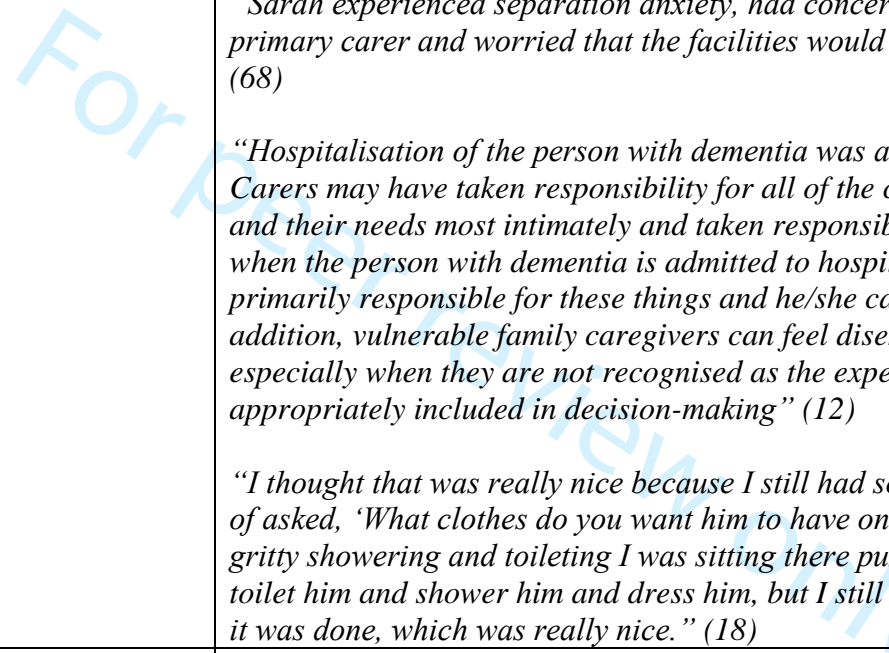 "Sarah experienced separation anxiety, had concer
primary carer and worried that the facilities would
(68)
"Hospitalisation of the person with dementia was a
Carers may have taken responsibility for all of the
and their needs most intimately and taken responsib
when the person with dementia is admitted to hospi
primarily responsible for these things and he/she ca
addition, vulnerable family caregivers can feel dise
especially when they are not recognised as the expe
appropriately included in decision-making" (12)
"I thought that was really nice because I still had s
of asked, 'What clothes do you want him to have on
gritty showering and toileting I was sitting there pu
toilet him and shower him and dress him, but I still
it was done, which was really nice." (18)
For peer review onl